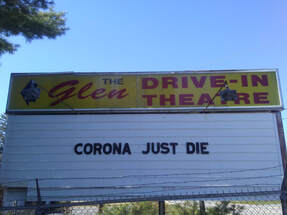 THE
Glen DRIVE-IN
THEATRE
CORONA JUST DIE